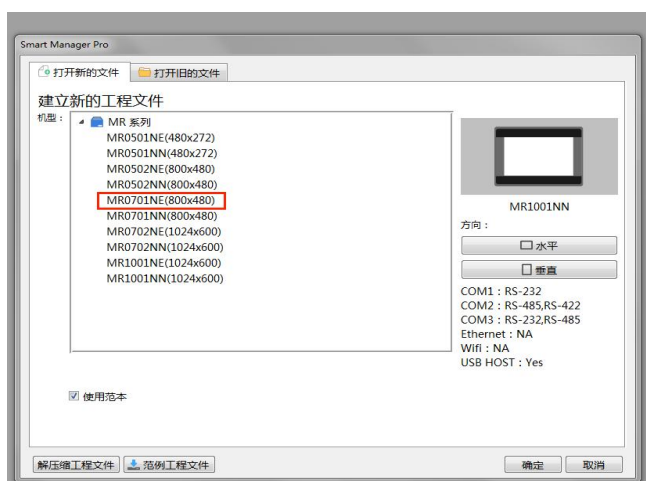 Smart Manager Pro
打开新的文件
打开旧的文件
建立新的工程文件
机型：
MR 系列
MR0501NE(480x272)
MR0501NN(480x272)
MR0502NE(800x480)
MR0502NN(800x480)
MR0701NE(800x480)
MR0701NN(800x480)
MR0702NE(1024x600)
MR0702NN(1024x600)
MR1001NE(1024x600)
MR1001NN(1024x600)
MR1001NN
方向：
水平
垂直
COM1：RS-232
COM2：RS-485,RS-422
COM3：RS-232,RS-485
Ethernet：NA
Wifi：NA
USB HOST：Yes
使用范本
解压缩工程文件
范例工程文件
确定
取消